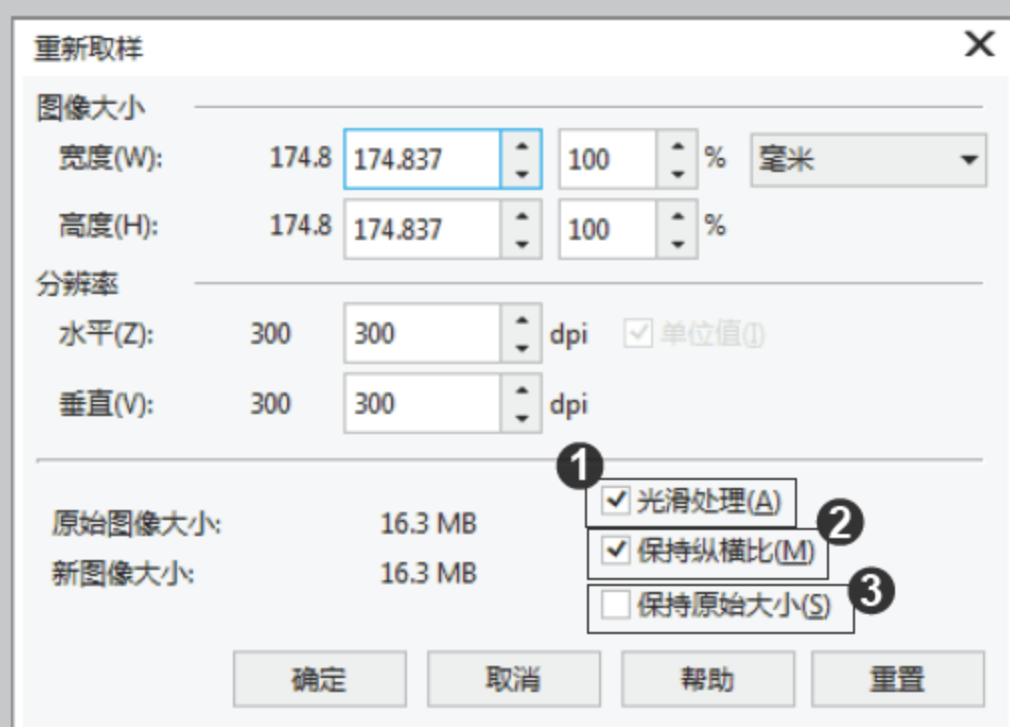 重新取样
图像大小
宽度(W): 174.8 174.837 100 % 毫米
高度(H): 174.8 174.837 100 %
分辨率
水平(Z): 300 300 dpi 单位值(I)
垂直(V): 300 300 dpi
1
光滑处理(A)
2
原始图像大小: 16.3 MB
保持纵横比(M)
新图像大小: 16.3 MB
3
保持原始大小(S)
确定 取消 帮助 重置